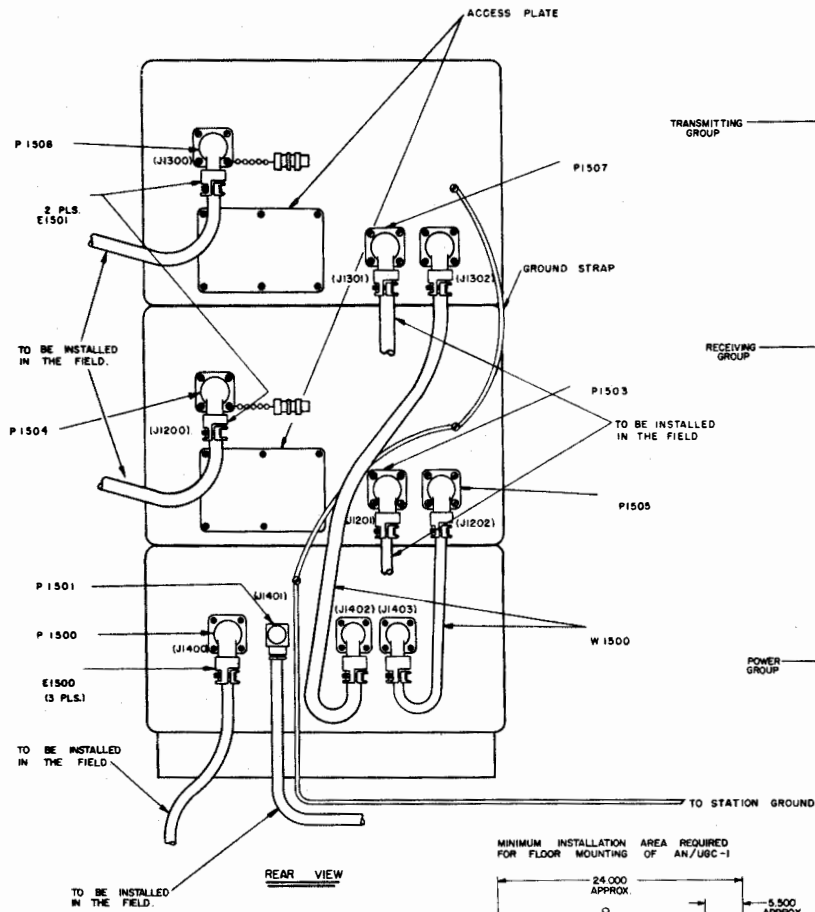 ACCESS PLATE
TRANSMITTING
GROUP
P 1508
(J1300)
P1507
2 PLS.
E1501
(J1301)
(J1302)
GROUND STRAP
TO BE INSTALLED
IN THE FIELD.
RECEIVING
GROUP
P1503
P 1504
(J1200).
TO BE INSTALLED
IN THE FIELD
P1505
(J1201)
(J1202)
P 1501
(J1401)
P 1500
(J1400)
(J1402)
(J1403)
W 1500
E1500
(3 PLS.)
POWER
GROUP
TO BE INSTALLED
IN THE FIELD
TO STATION GROUND
MINIMUM INSTALLATION AREA REQUIRED
FOR FLOOR MOUNTING OF AN/UGC-1
REAR VIEW
24.000
APPROX.
5.500
APPROX
TO BE INSTALLED
IN THE FIELD.